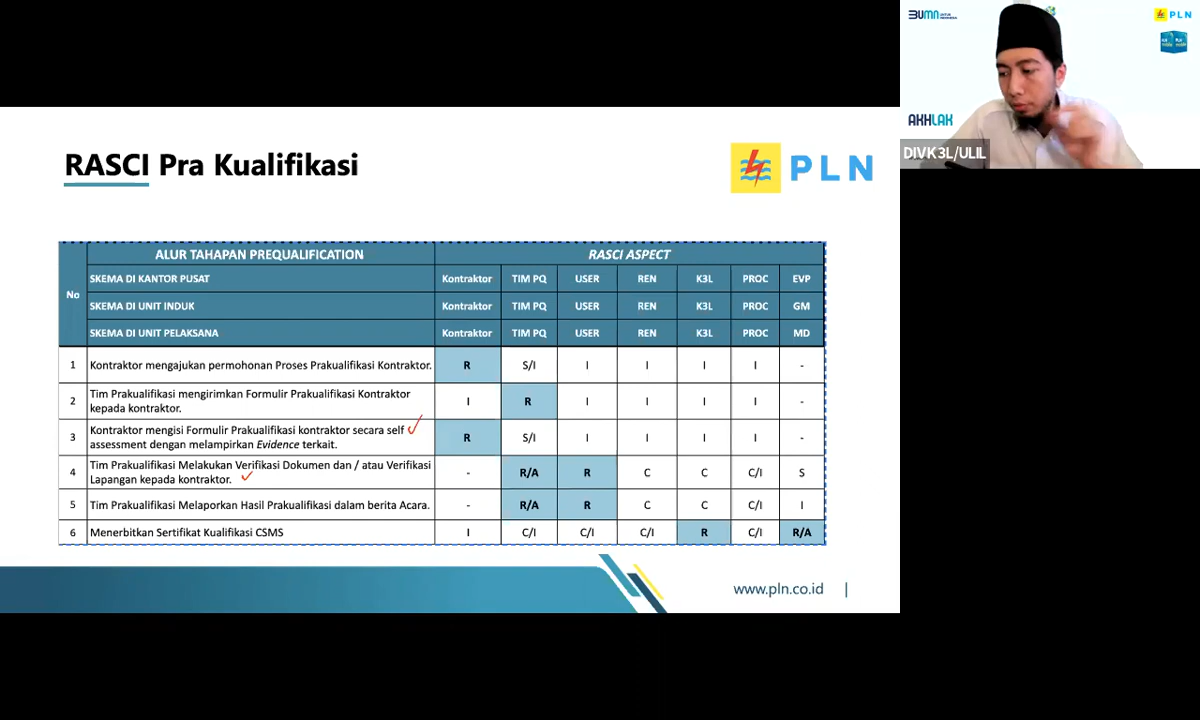 BUMN
UNTUK
INDONESIA
PLN
AKHLAK
DIVK3L/ULIL
RASCI Pra Kualifikasi
PLN
No
ALUR TAHAPAN PREQUALIFICATION
RASCI ASPECT
SKEMA DI KANTOR PUSAT Kontraktor TIM PQ USER REN K3L PROC EVP
SKEMA DI UNIT INDUK Kontraktor TIM PQ USER REN K3L PROC GM
SKEMA DI UNIT PELAKSANA Kontraktor TIM PQ USER REN K3L PROC MD
1 Kontraktor mengajukan permohonan Proses Prakualifikasi Kontraktor. R S/I I I I I -
2 Tim Prakualifikasi mengirimkan Formulir Prakualifikasi Kontraktor
kepada kontraktor. I R I I I I -
3 Kontraktor mengisi Formulir Prakualifikasi kontraktor secara self
assessment dengan melampirkan Evidence terkait. R S/I I I I I -
4 Tim Prakualifikasi Melakukan Verifikasi Dokumen dan / atau Verifikasi
Lapangan kepada kontraktor. - R/A R C C C/I S
5 Tim Prakualifikasi Melaporkan Hasil Prakualifikasi dalam berita Acara. - R/A R C C C/I I
6 Menerbitkan Sertifikat Kualifikasi CSMS I C/I C/I C/I R C/I R/A
www.pln.co.id |